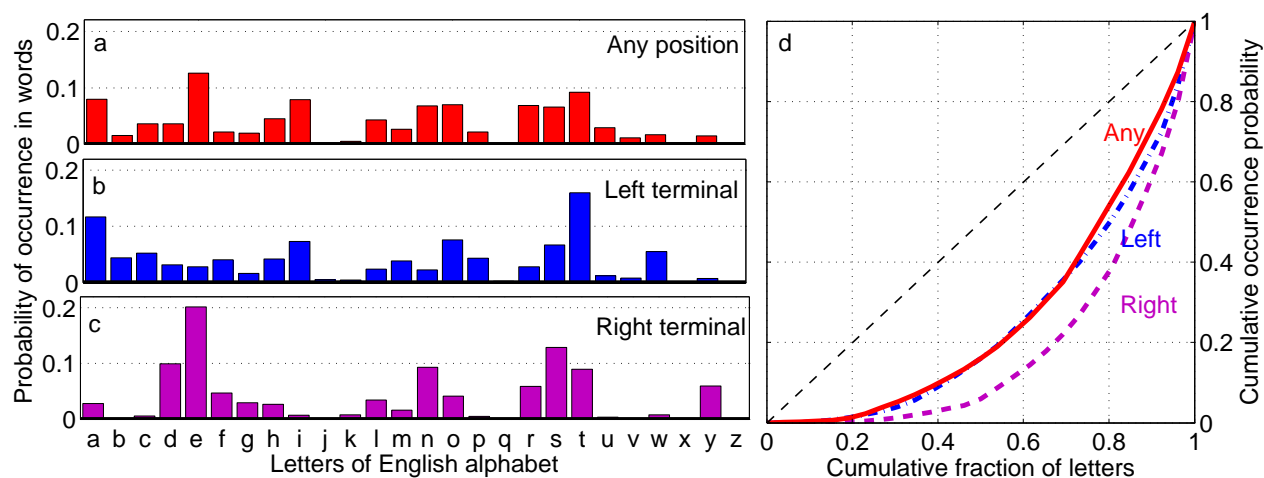 Probability of occurrence in words
0.2
0.1
0
a
Any position
0.2
0.1
0
b
Left terminal
0.2
0.1
0
c
Right terminal
a b c d e f g h i j k l m n o p q r s t u v w x y z
Letters of English alphabet
d
Any
Left
Right
1
0.8
0.6
0.4
0.2
0
Cumulative occurrence probability
0 0.2 0.4 0.6 0.8 1
Cumulative fraction of letters